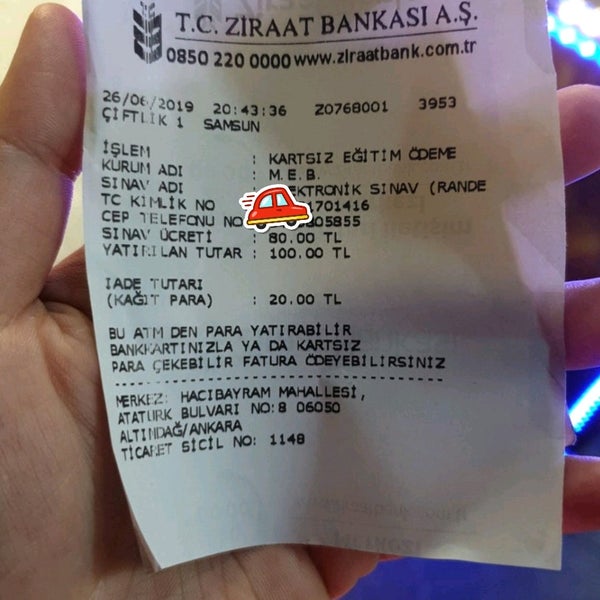 T.C. ZİRAAT BANKASI A.Ş.
0850 220 0000 www.ziraatbank.com.tr
26/06/2019 20:43:36 Z0768001 3953
ÇİFTLİK 1 SAMSUN
İŞLEM : KARTSIZ EĞİTİM ÖDEME
KURUM ADI : M.E.B.
SINAV ADI EKTRONİK SINAV (RANDE
TC KİMLİK NO 1701416
CEP TELEFONU NO 05855
SINAV ÜCRETİ : 80.00 TL
YATIRILAN TUTAR : 100.00 TL
İADE TUTARI
(KAĞIT PARA) : 20.00 TL
BU ATM DEN PARA YATIRABİLİR
BANKKARTINIZLA YA DA KARTSIZ
PARA ÇEKEBİLİR FATURA ÖDEYEBİLİRSİNİZ
MERKEZ: HACIBAYRAM MAHALLESİ,
ATATÜRK BULVARI NO:8 06050
ALTINDAĞ/ANKARA
TİCARET SİCİL NO: 1148